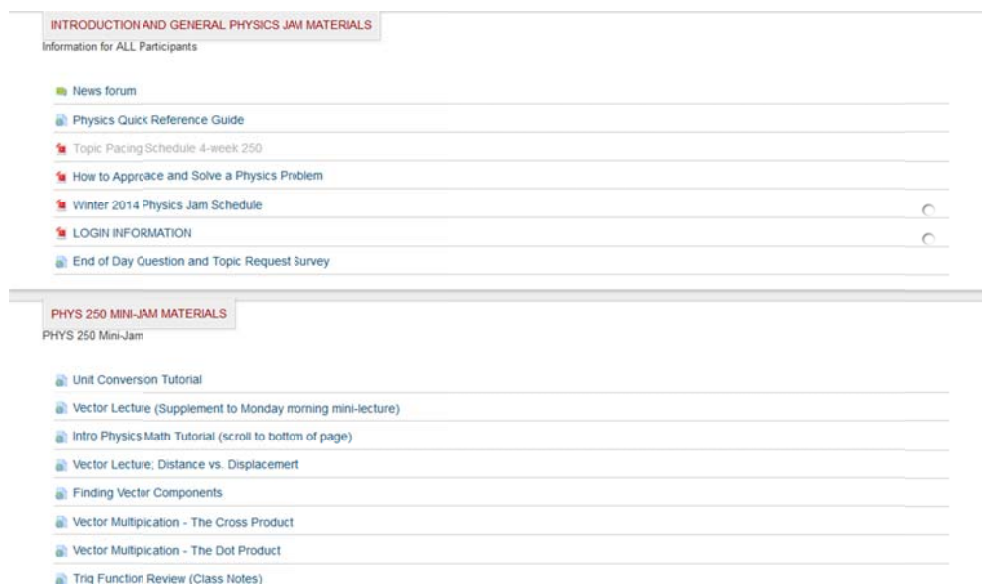 INTRODUCTION AND GENERAL PHYSICS JAM MATERIALS
Information for ALL Participants
News forum
Physics Quick Reference Guide
Topic Pacing Schedule 4-week 250
How to Approace and Solve a Physics Problem
Winter 2014 Physics Jam Schedule
LOGIN INFORMATION
End of Day Question and Topic Request Survey
PHYS 250 MINI-JAM MATERIALS
PHYS 250 Mini-Jam
Unit Conversion Tutorial
Vector Lecture (Supplement to Monday morning mini-lecture)
Intro Physics Math Tutorial (scroll to bottom of page)
Vector Lecture; Distance vs. Displacement
Finding Vector Components
Vector Multipication - The Cross Product
Vector Multipication - The Dot Product
Trig Function Review (Class Notes)